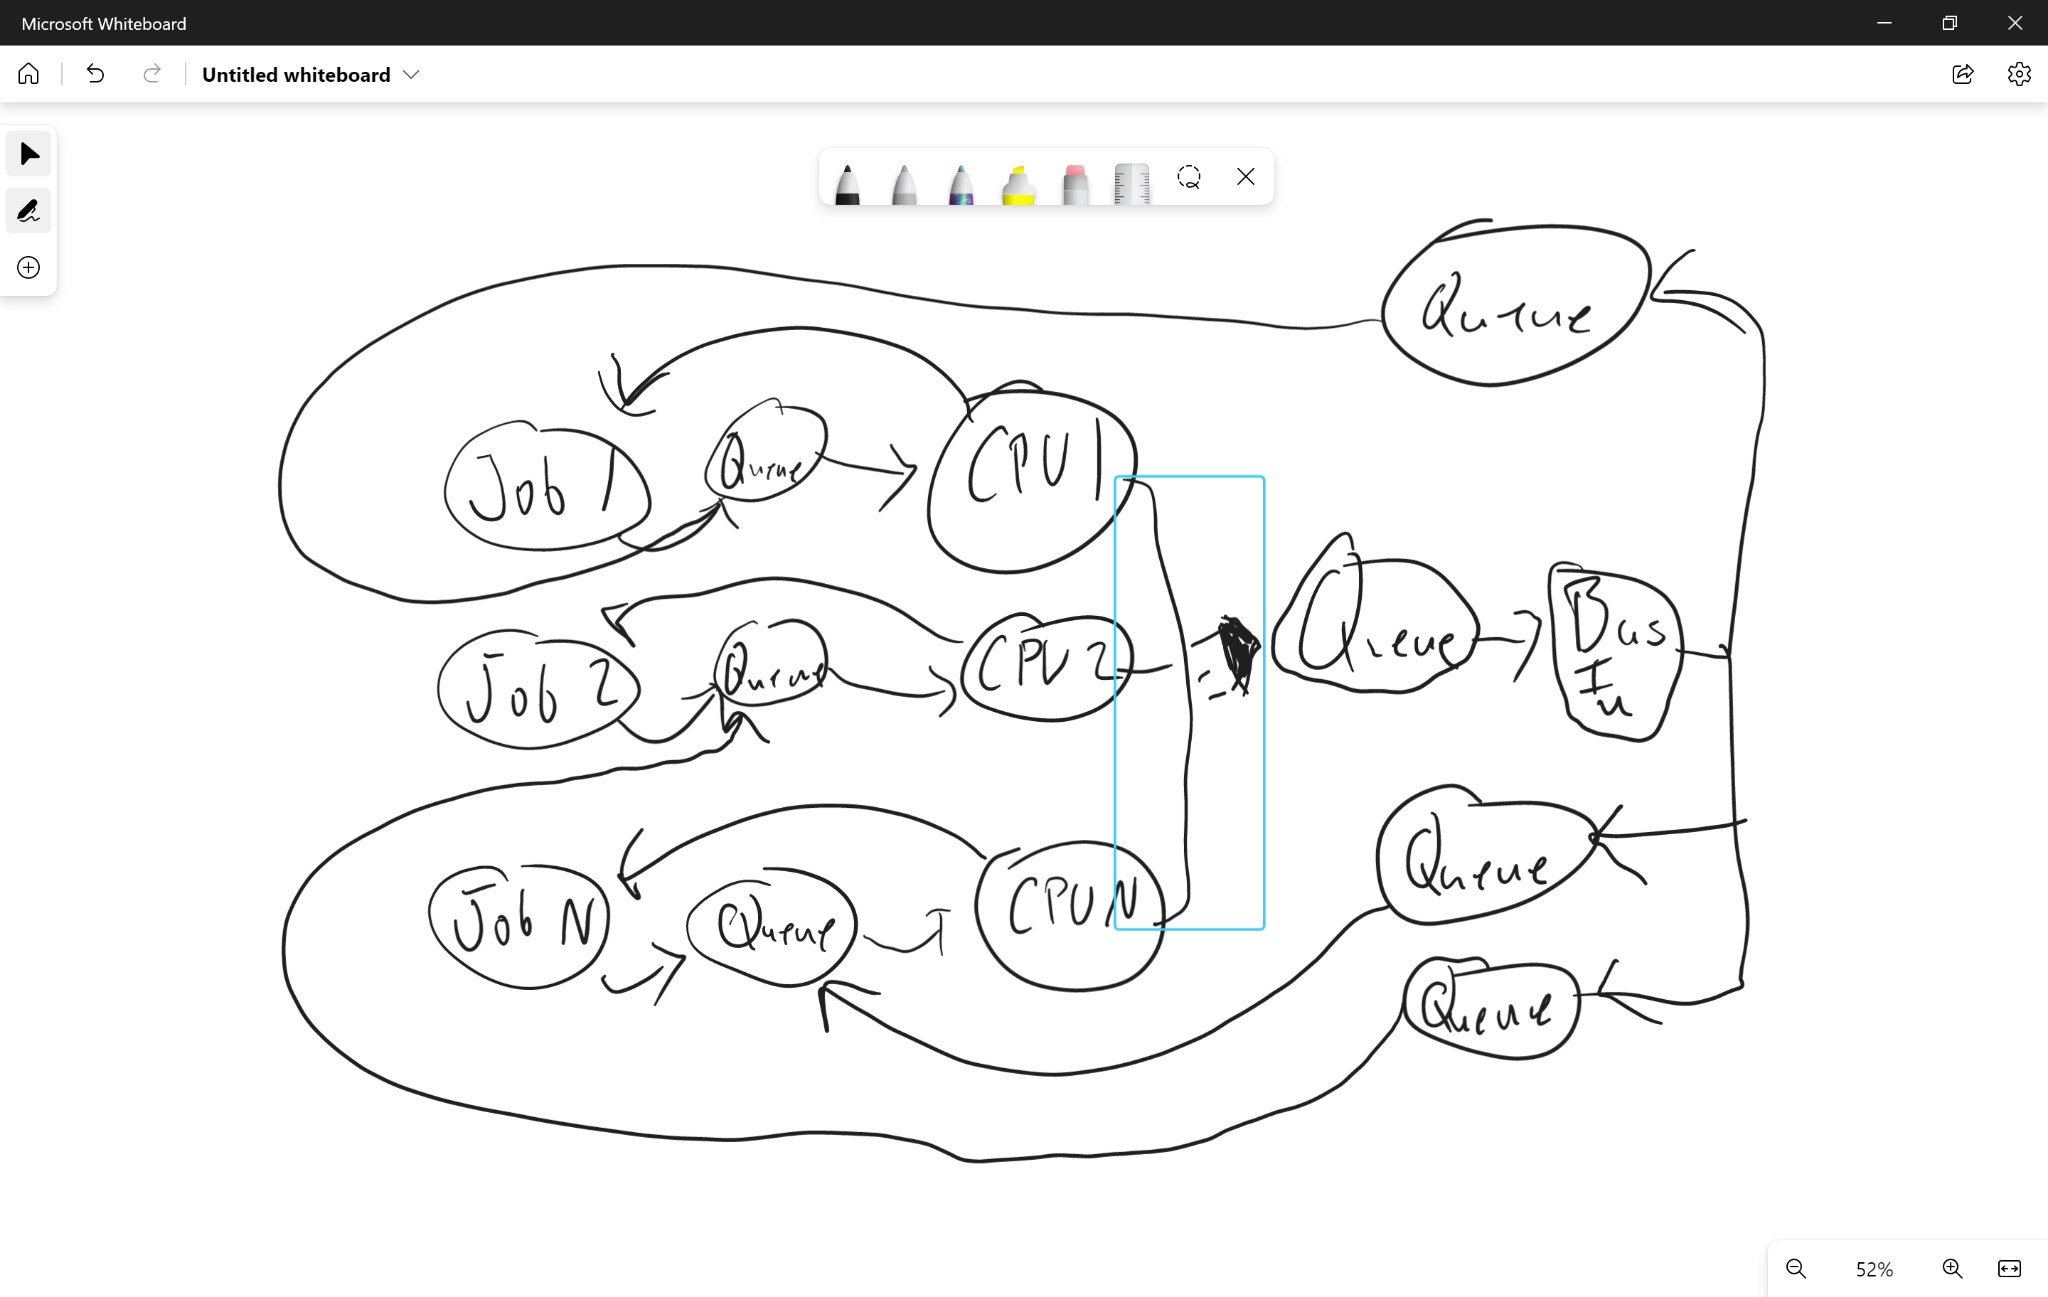 Microsoft Whiteboard
Untitled whiteboard
Queue
Job 1
Queue
CPU 1
Job 2
Queue
CPU 2
Queue
Bus
In
Job N
Queue
CPU N
Queue
Queue
52%